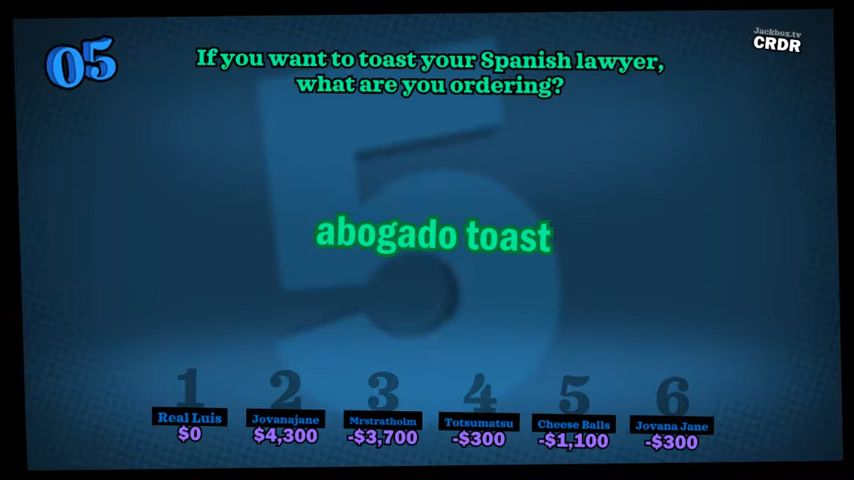 05
If you want to toast your Spanish lawyer,
what are you ordering?
Jackbox.tv
CRDR
5
abogado toast
1 2 3 4 5 6
Real Luis Jovanajane Mrstratholm Totsumatsu Cheese Balls Jovana Jane
$0 $4,300 -$3,700 -$300 -$1,100 -$300